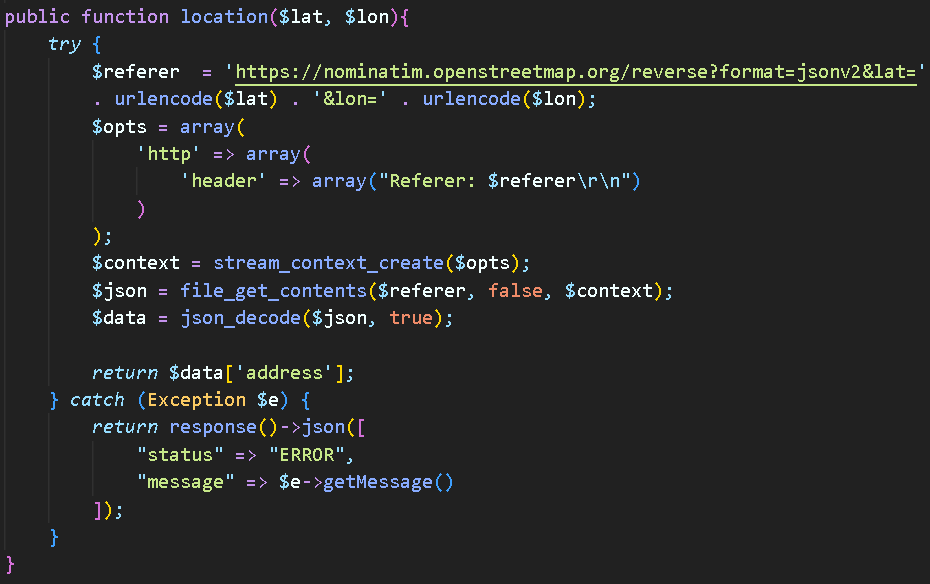 public function location($lat, $lon){
    try {
        $referer  = 'https://nominatim.openstreetmap.org/reverse?format=jsonv2&lat='
        . urlencode($lat) . '&lon=' . urlencode($lon);
        $opts = array(
            'http' => array(
                'header' => array("Referer: $referer\r\n")
            )
        );
        $context = stream_context_create($opts);
        $json = file_get_contents($referer, false, $context);
        $data = json_decode($json, true);

        return $data['address'];
    } catch (Exception $e) {
        return response()->json([
            "status" => "ERROR",
            "message" => $e->getMessage()
        ]);
    }
}